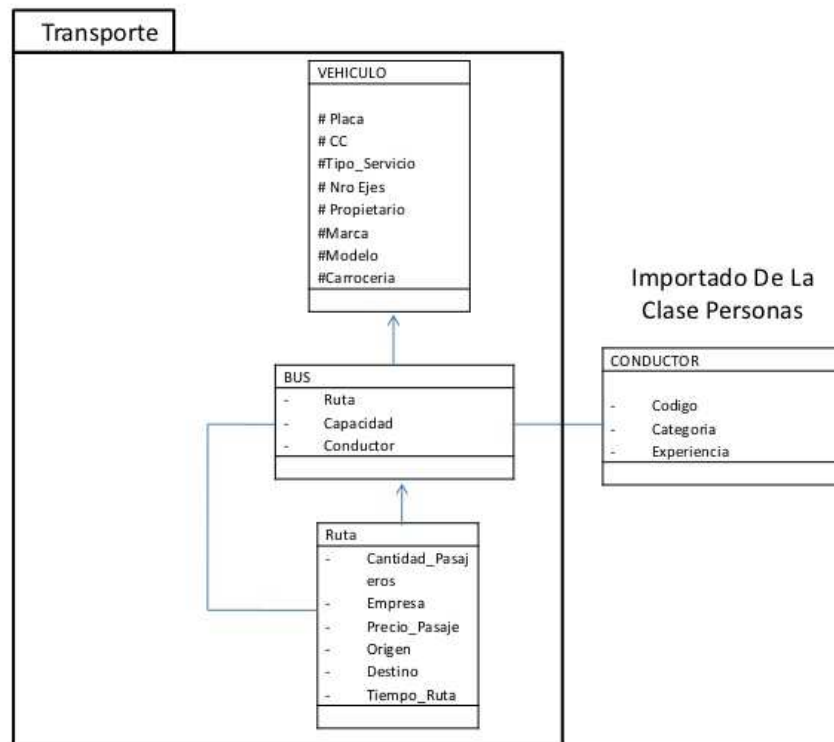 Transporte
VEHICULO
# Placa
# CC
#Tipo_Servicio
# Nro Ejes
# Propietario
#Marca
#Modelo
#Carroceria
Importado De La
Clase Personas
CONDUCTOR
- Codigo
- Categoria
- Experiencia
BUS
- Ruta
- Capacidad
- Conductor
Ruta
- Cantidad_Pasaj
eros
- Empresa
- Precio_Pasaje
- Origen
- Destino
- Tiempo_Ruta